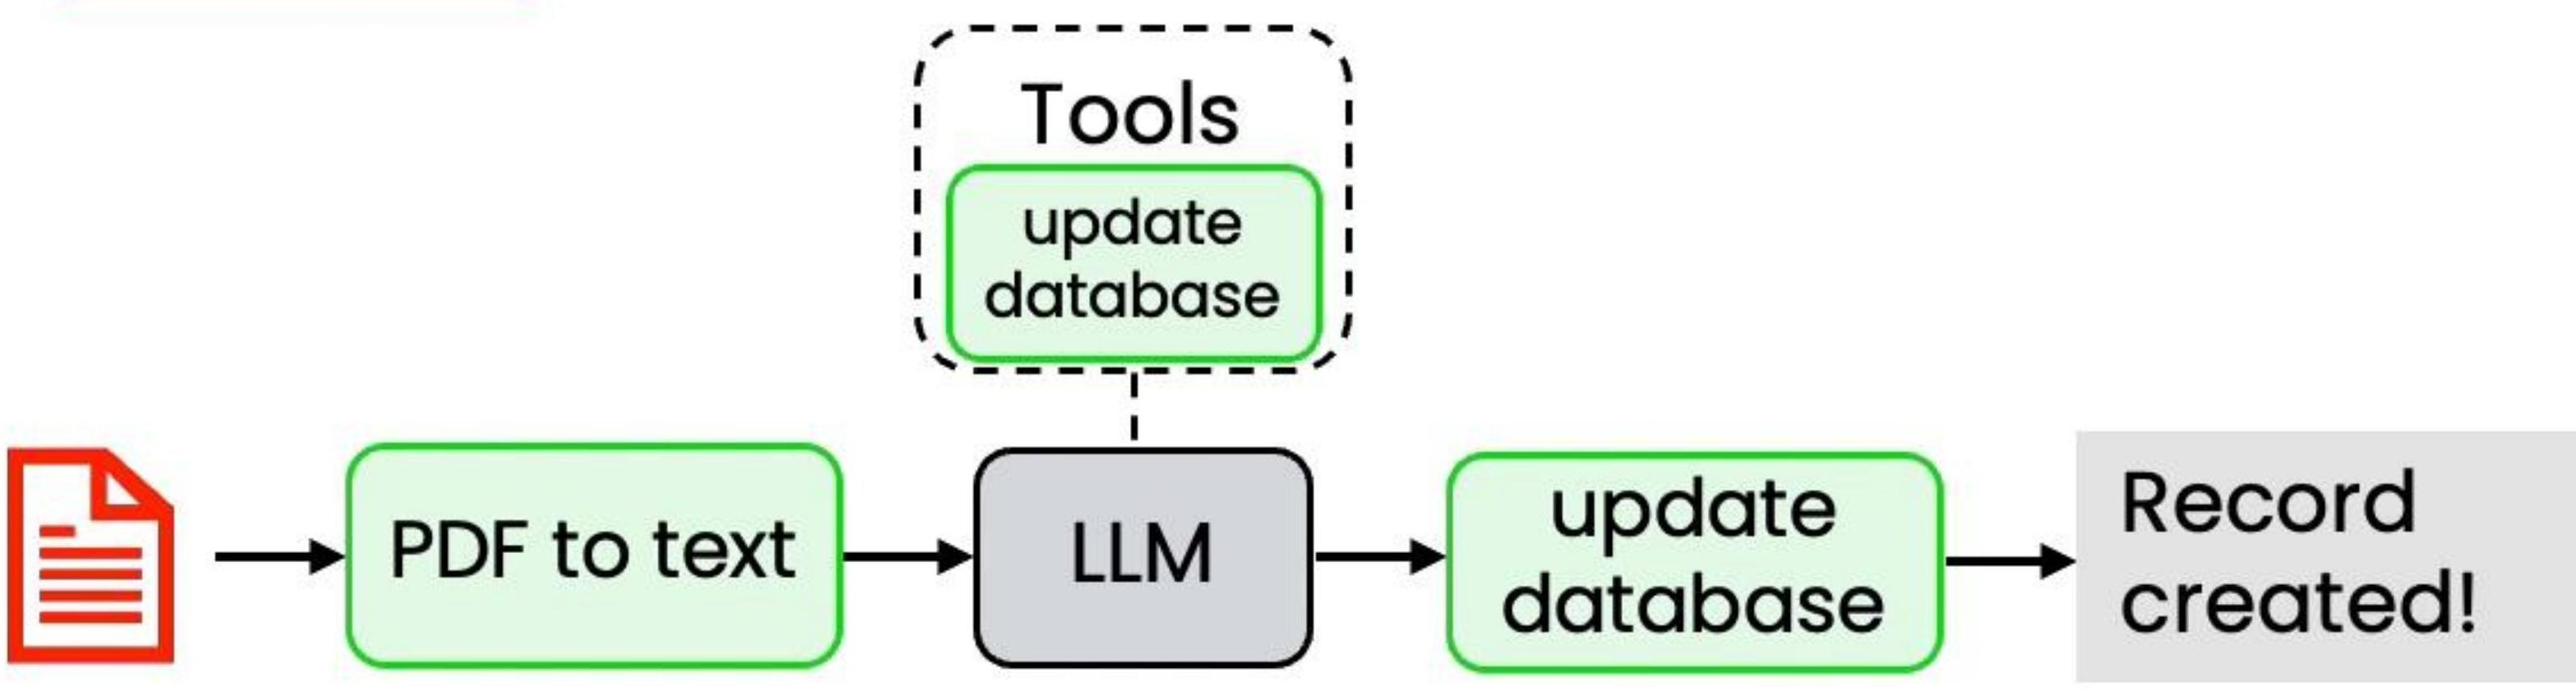 Tools
update
database
PDF to text
LLM
update
database
Record
created!